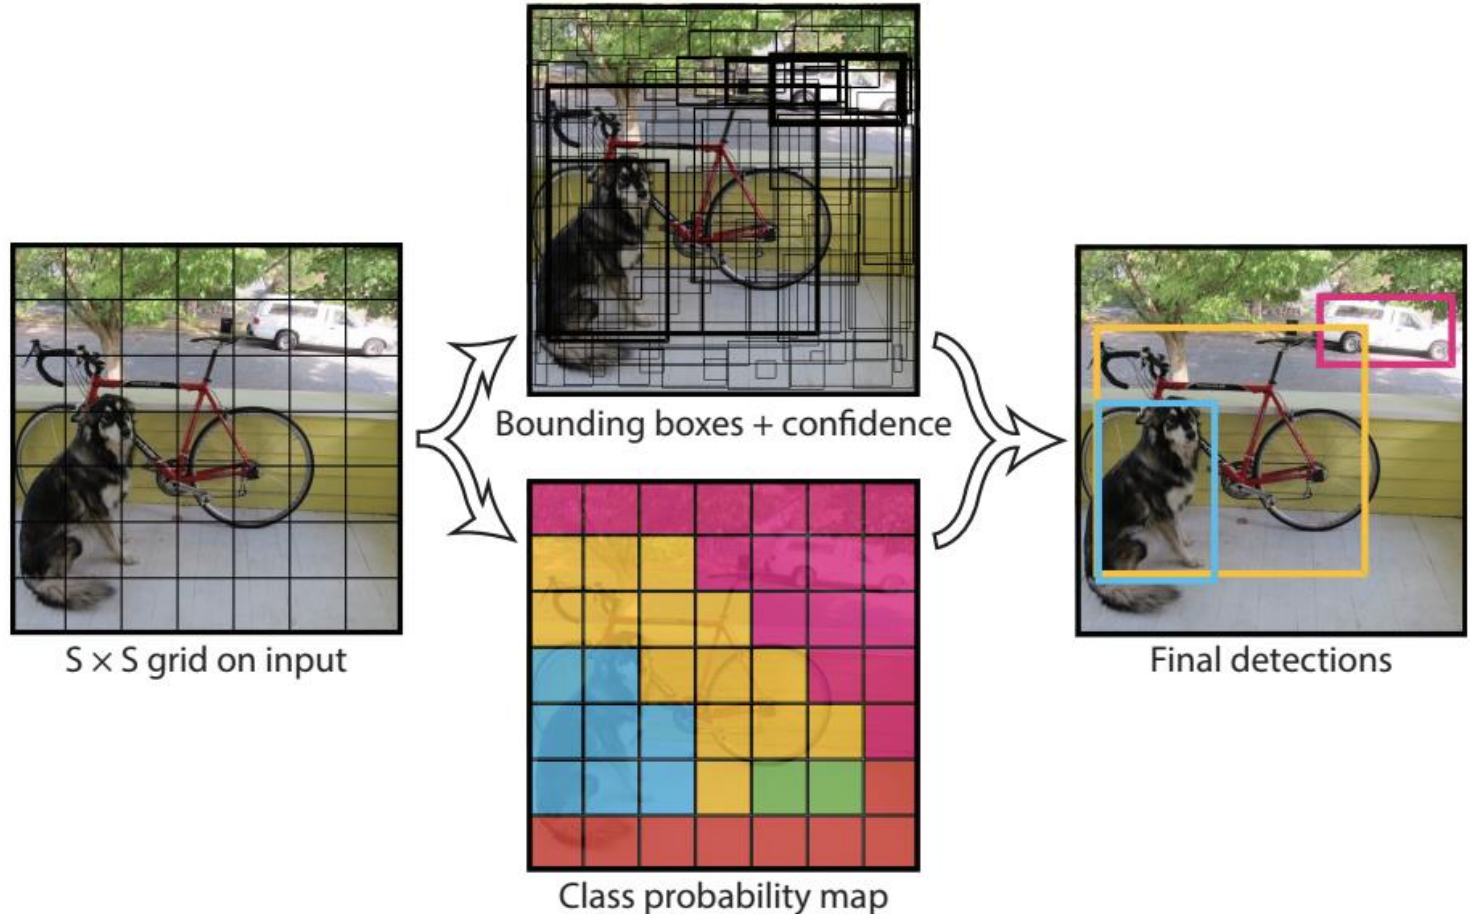 Bounding boxes + confidence
S × S grid on input
Final detections
Class probability map